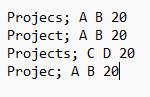 Projecs; A B 20
Project; A B 20
Projects; C D 20
Projec; A B 20